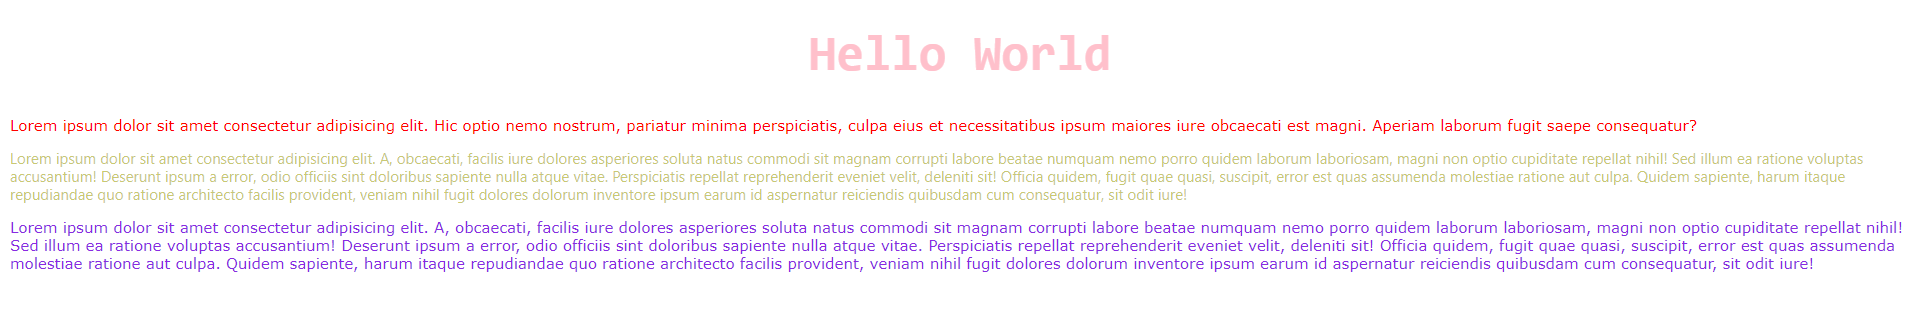 Hello World
Lorem ipsum dolor sit amet consectetur adipisicing elit. Hic optio nemo nostrum, pariatur minima perspiciatis, culpa eius et necessitatibus ipsum maiores iure obcaecati est magni. Aperiam laborum fugit saepe consequatur?
Lorem ipsum dolor sit amet consectetur adipisicing elit. A, obcaecati, facilis iure dolores asperiores soluta natus commodi sit magnam corrupti labore beatae numquam nemo porro quidem laborum laboriosam, magni non optio cupiditate repellat nihil! Sed illum ea ratione voluptas
accusantium! Deserunt ipsum a error, odio officiis sint doloribus sapiente nulla atque vitae. Perspiciatis repellat reprehenderit eveniet velit, deleniti sit! Officia quidem, fugit quae quasi, suscipit, error est quas assumenda molestiae ratione aut culpa. Quidem sapiente, harum itaque
repudiandae quo ratione architecto facilis provident, veniam nihil fugit dolores dolorum inventore ipsum earum id aspernatur reiciendis quibusdam cum consequatur, sit odit iure!
Lorem ipsum dolor sit amet consectetur adipisicing elit. A, obcaecati, facilis iure dolores asperiores soluta natus commodi sit magnam corrupti labore beatae numquam nemo porro quidem laborum laboriosam, magni non optio cupiditate repellat nihil!
Sed illum ea ratione voluptas accusantium! Deserunt ipsum a error, odio officiis sint doloribus sapiente nulla atque vitae. Perspiciatis repellat reprehenderit eveniet velit, deleniti sit! Officia quidem, fugit quae quasi, suscipit, error est quas assumenda
molestiae ratione aut culpa. Quidem sapiente, harum itaque repudiandae quo ratione architecto facilis provident, veniam nihil fugit dolores dolorum inventore ipsum earum id aspernatur reiciendis quibusdam cum consequatur, sit odit iure!